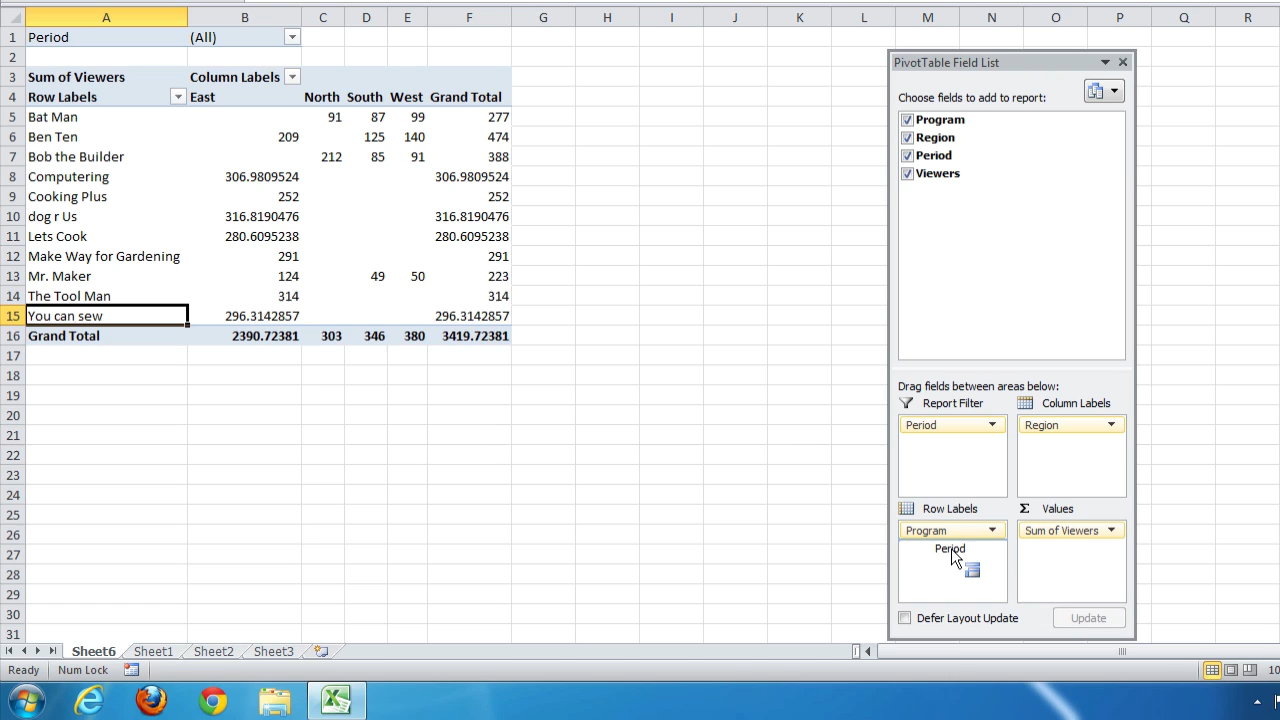 A B C D E F G H I J K L M N O P Q R
1 Period (All)
2
3 Sum of Viewers Column Labels
4 Row Labels East North South West Grand Total
5 Bat Man 91 87 99 277
6 Ben Ten 209 125 140 474
7 Bob the Builder 212 85 91 388
8 Computering 306.9809524 306.9809524
9 Cooking Plus 252 252
10 dog r Us 316.8190476 316.8190476
11 Lets Cook 280.6095238 280.6095238
12 Make Way for Gardening 291 291
13 Mr. Maker 124 49 50 223
14 The Tool Man 314 314
15 You can sew 296.3142857 296.3142857
16 Grand Total 2390.72381 303 346 380 3419.72381
17
18
19
20
21
22
23
24
25
26
27
28
29
30
31
PivotTable Field List
Choose fields to add to report:
Program
Region
Period
Viewers
Drag fields between areas below:
Report Filter Column Labels
Period Region
Row Labels Σ Values
Program Sum of Viewers
Period
Defer Layout Update Update
Sheet6 Sheet1 Sheet2 Sheet3
Ready Num Lock 10